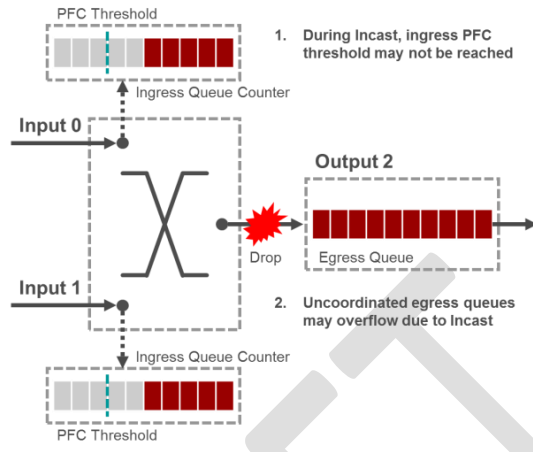 PFC Threshold
1. During Incast, ingress PFC
threshold may not be reached
Ingress Queue Counter
Input 0
Output 2
Drop
Egress Queue
Input 1
2. Uncoordinated egress queues
may overflow due to Incast
Ingress Queue Counter
PFC Threshold